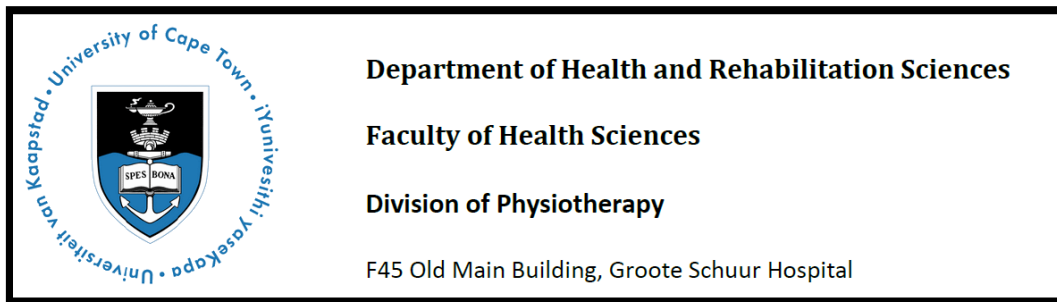 University of Cape Town • iYunivesithi yaseKapa • Universiteit van Kaapstad •
SPES BONA
Department of Health and Rehabilitation Sciences
Faculty of Health Sciences
Division of Physiotherapy
F45 Old Main Building, Groote Schuur Hospital